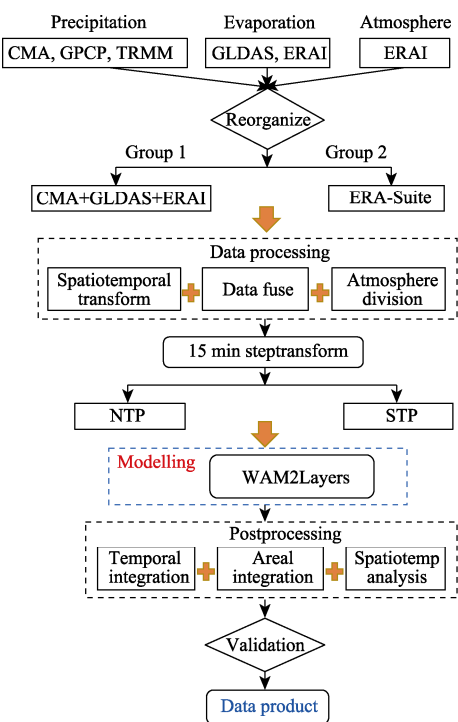 Precipitation
Evaporation
Atmosphere
CMA, GPCP, TRMM
GLDAS, ERAI
ERAI
Reorganize
Group 1
Group 2
CMA+GLDAS+ERAI
ERA-Suite
Data processing
Spatiotemporal
transform
Data fuse
Atmosphere
division
15 min steptransform
NTP
STP
Modelling
WAM2Layers
Postprocessing
Temporal
integration
Areal
integration
Spatiotemp
analysis
Validation
Data product